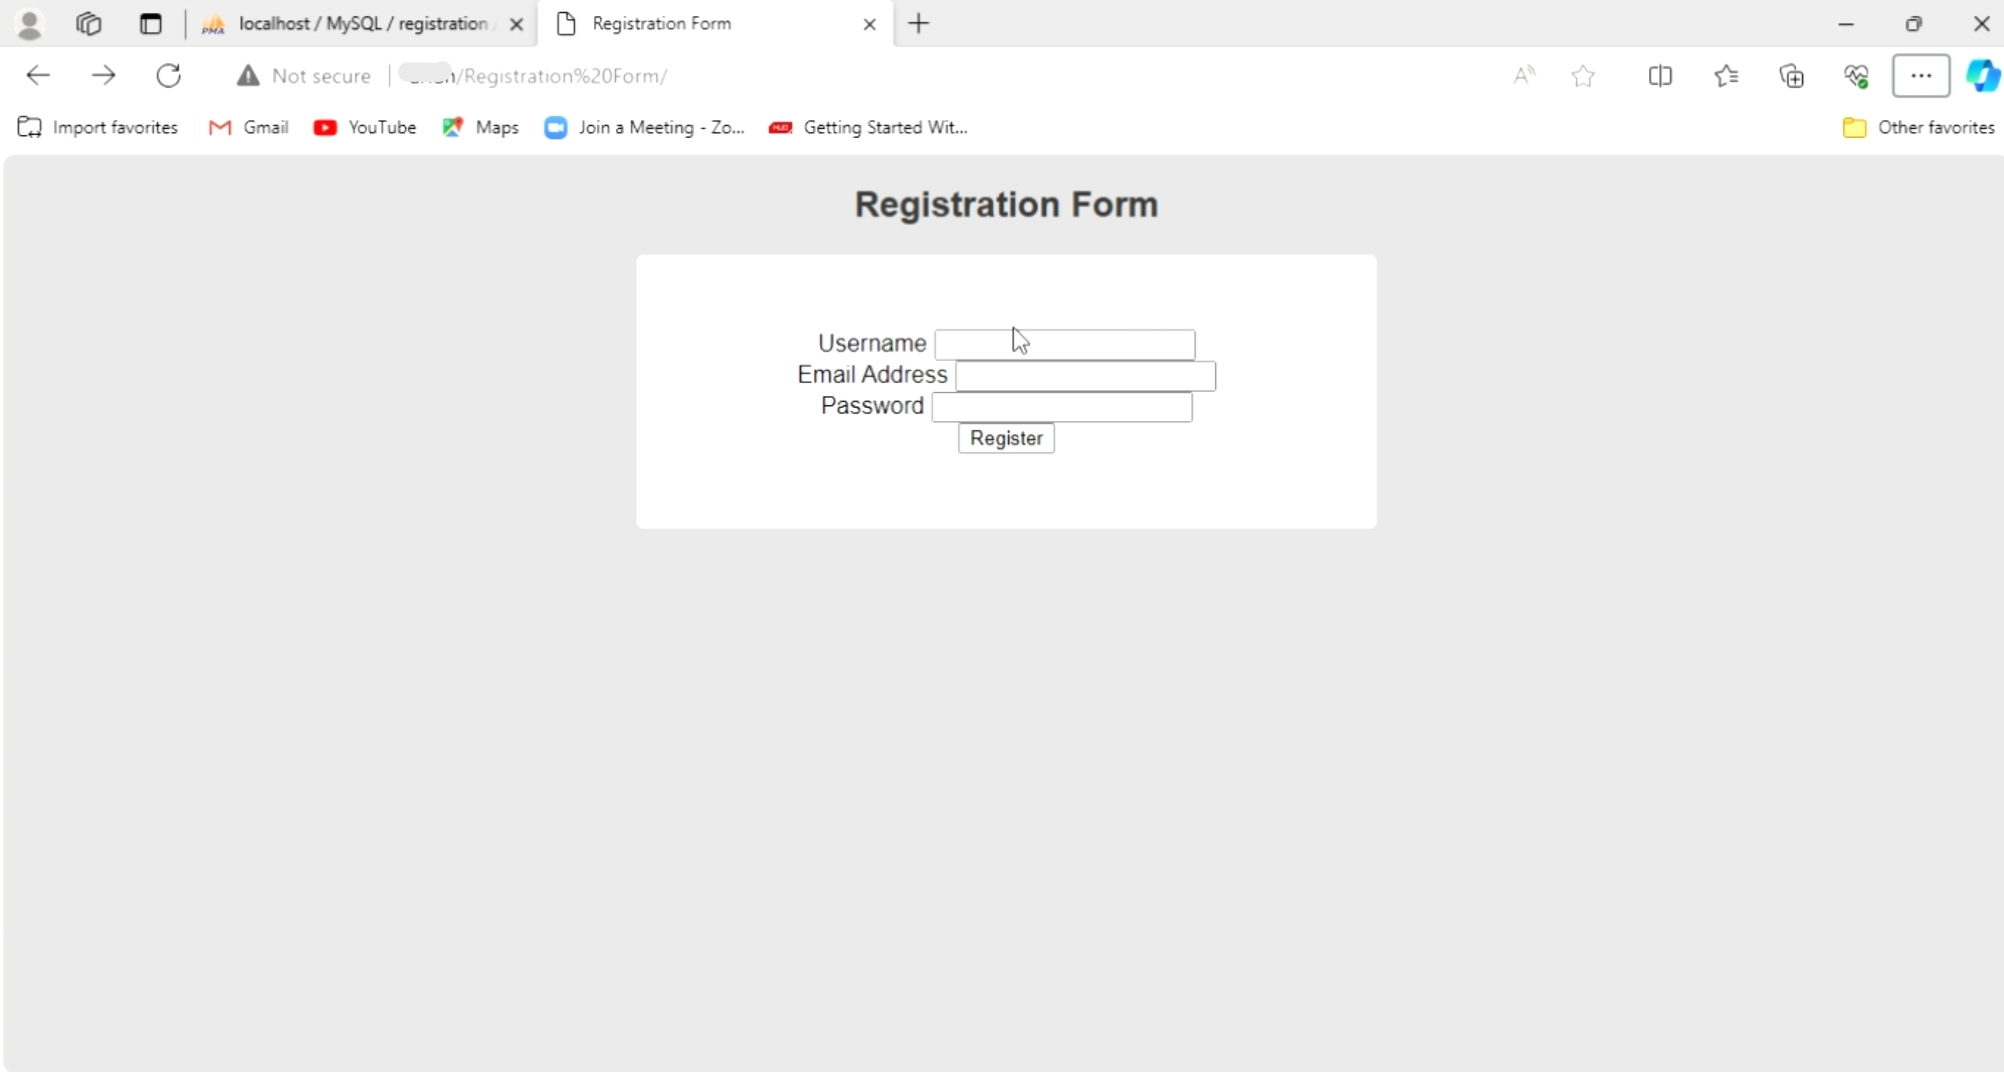 PMA localhost / MySQL / registration
Registration Form
Not secure /Registration%20Form/
Import favorites Gmail YouTube Maps Join a Meeting - Zo... Getting Started Wit... Other favorites
Registration Form
Username
Email Address
Password
Register